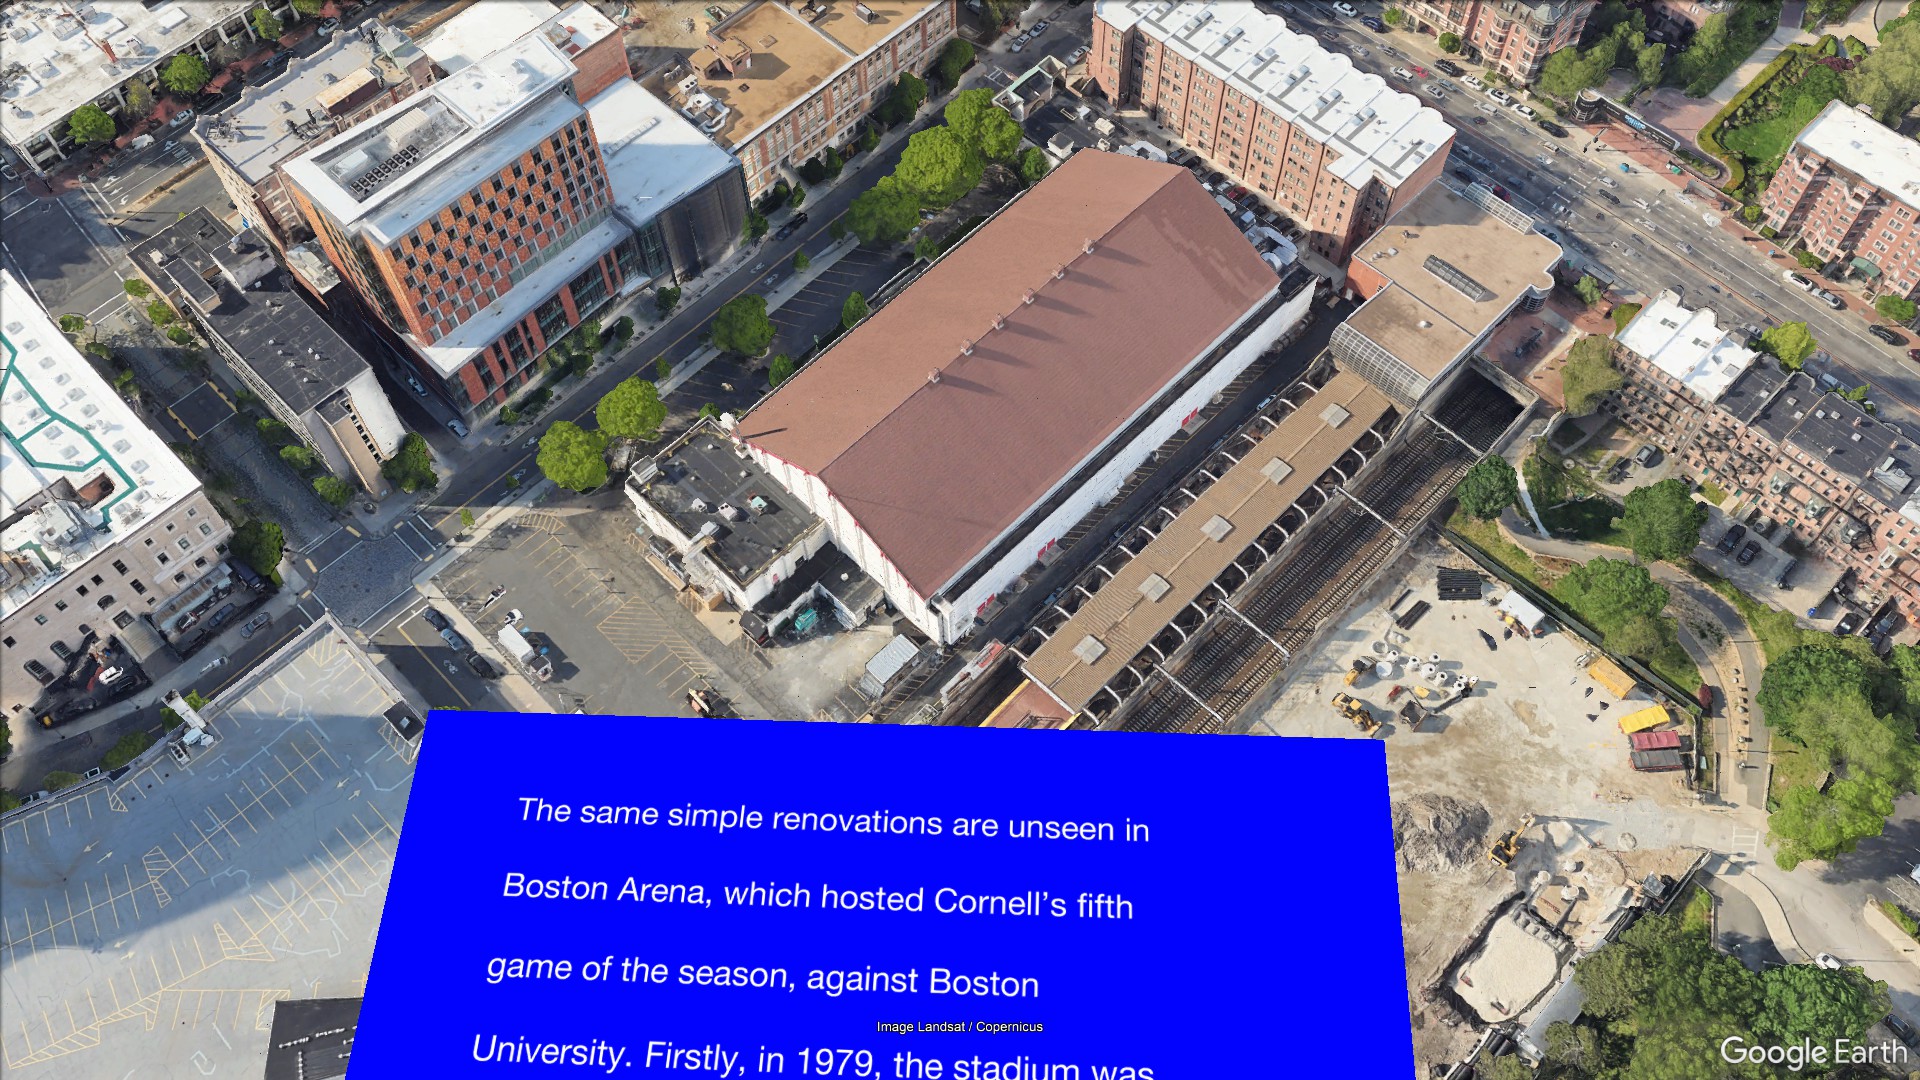 The same simple renovations are unseen in
Boston Arena, which hosted Cornell's fifth
game of the season, against Boston
University. Firstly, in 1979, the stadium was
Image Landsat / Copernicus
Google Earth